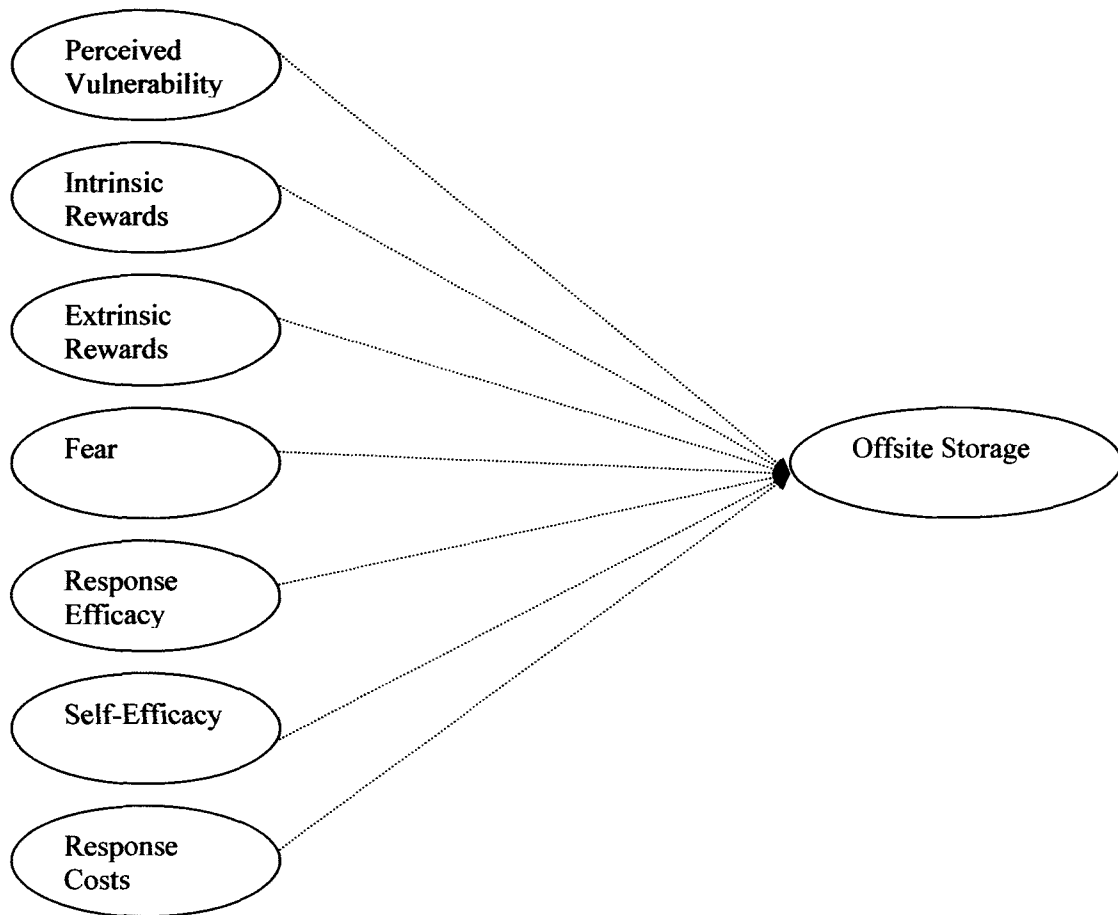 Perceived
Vulnerability
Intrinsic
Rewards
Extrinsic
Rewards
Fear
Offsite Storage
Response
Efficacy
Self-Efficacy
Response
Costs